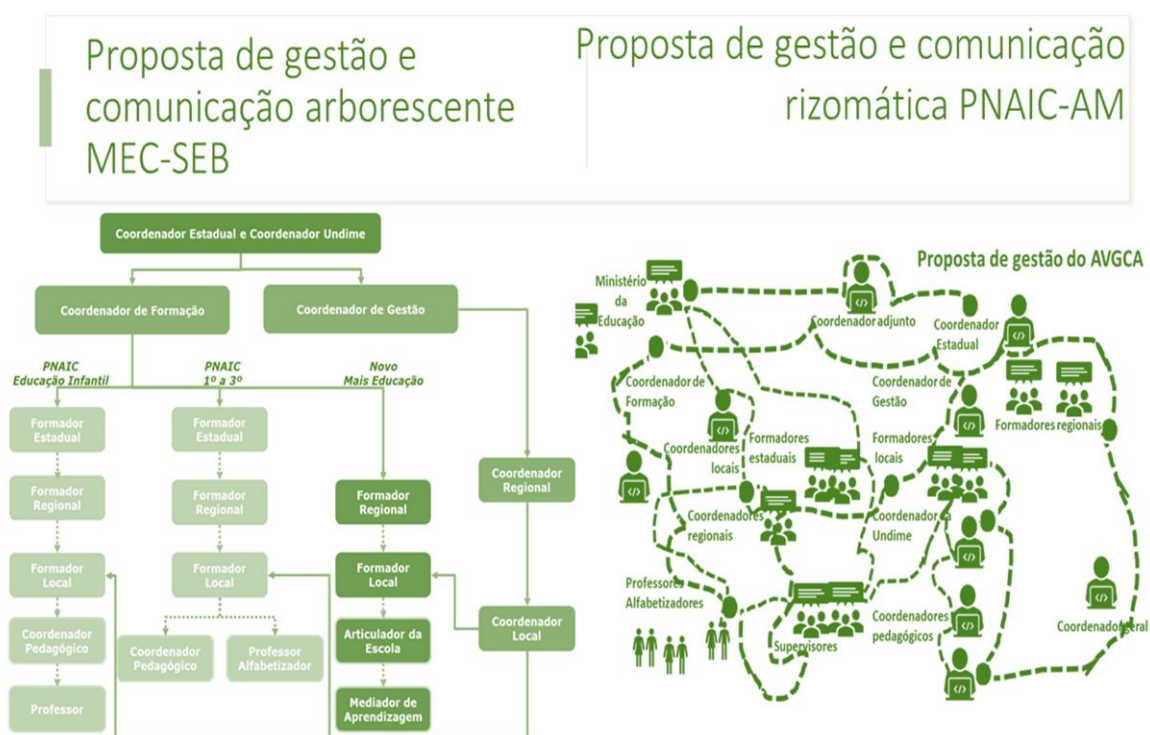 Proposta de gestão e
comunicação arborescente
MEC-SEB
Proposta de gestão e comunicação
rizomática PNAIC-AM
Coordenador Estadual e Coordenador Undime
Coordenador de Formação
Coordenador de Gestão
PNAIC
Educação Infantil
PNAIC
1º a 3º
Novo
Mais Educação
Formador
Estadual
Formador
Estadual
Formador
Regional
Formador
Regional
Formador
Regional
Coordenador
Regional
Formador
Local
Formador
Local
Formador
Local
Coordenador
Local
Coordenador
Pedagógico
Coordenador
Pedagógico
Professor
Alfabetizador
Articulador da
Escola
Professor
Mediador de
Aprendizagem
Proposta de gestão do AVGCA
Ministério
da
Educação
Coordenador adjunto
Coordenador
Estadual
Coordenador de
Formação
Coordenador de
Gestão
Formadores regionais
Coordenadores
locais
Formadores
estaduais
Formadores
locais
Coordenadores
regionais
Coordenador da
Undime
Professores
Alfabetizadores
Supervisores
Coordenadores
pedagógicos
Coordenador geral